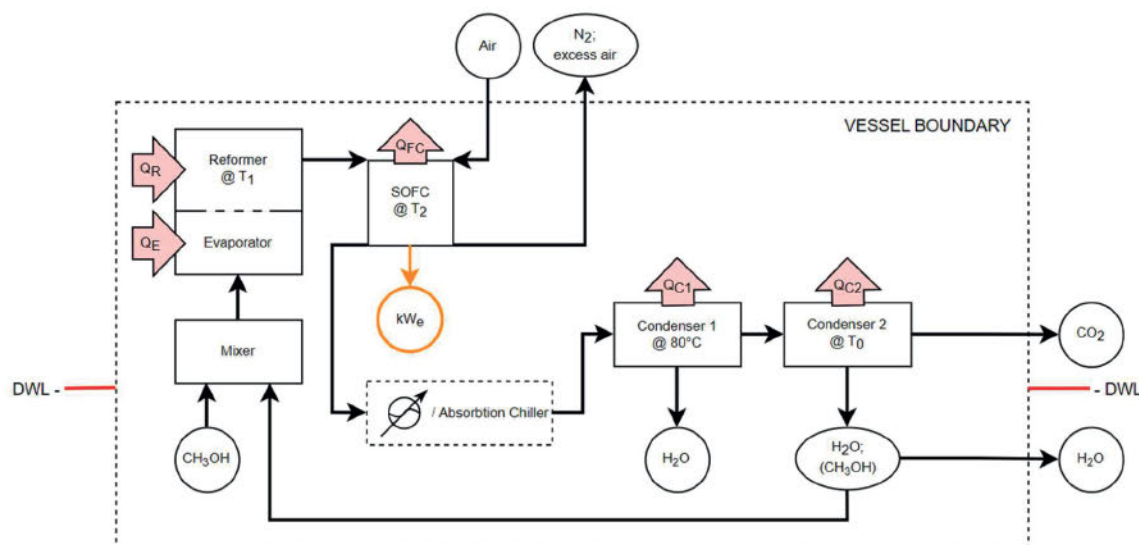 Air
N2;
excess air
VESSEL BOUNDARY
QR
Reformer
@ T1
QFC
SOFC
@ T2
QE
Evaporator
kWe
QC1
QC2
Condenser 1
@ 80°C
Condenser 2
@ T0
CO2
Mixer
DWL -
- DWL
/ Absorbtion Chiller
CH3OH
H2O
H2O;
(CH3OH)
H2O